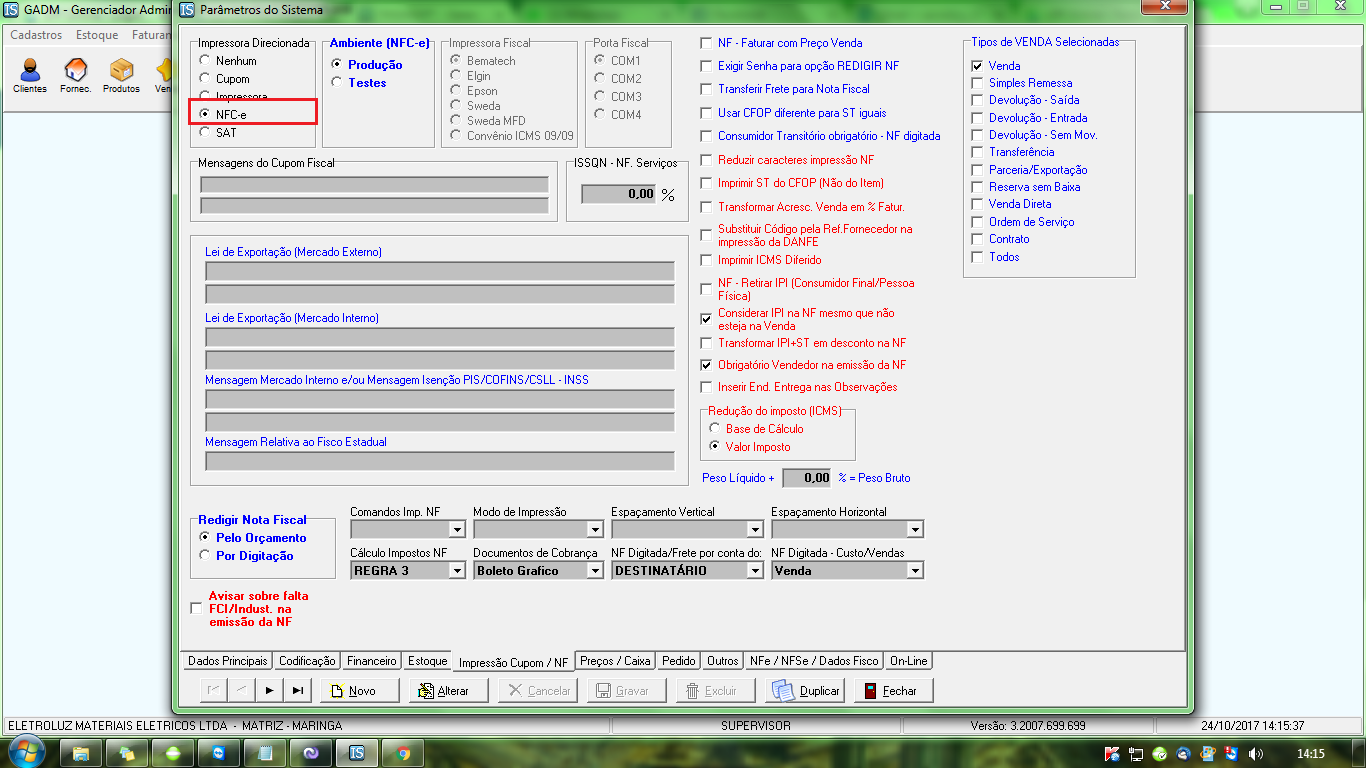 GADM - Gerenciador Admin
Parâmetros do Sistema
Cadastros Estoque Faturan
Clientes Fornec. Produtos Ven
Impressora Direcionada
Nenhum
Cupom
Impressora
NFC-e
SAT
Ambiente (NFC-e)
Produção
Testes
Impressora Fiscal
Bematech
Elgin
Epson
Sweda
Sweda MFD
Convênio ICMS 09/09
Porta Fiscal
COM1
COM2
COM3
COM4
Mensagens do Cupom Fiscal
ISSQN - NF. Serviços
0,00 %
Lei de Exportação (Mercado Externo)
Lei de Exportação (Mercado Interno)
Mensagem Mercado Interno e/ou Mensagem Isenção PIS/COFINS/CSLL - INSS
Mensagem Relativa ao Fisco Estadual
NF - Faturar com Preço Venda
Exigir Senha para opção REDIGIR NF
Transferir Frete para Nota Fiscal
Usar CFOP diferente para ST iguais
Consumidor Transitório obrigatório - NF digitada
Reduzir caracteres impressão NF
Imprimir ST do CFOP (Não do Item)
Transformar Acresc. Venda em % Fatur.
Substituir Código pela Ref.Fornecedor na
impressão da DANFE
Imprimir ICMS Diferido
NF - Retirar IPI (Consumidor Final/Pessoa
Física)
Considerar IPI na NF mesmo que não
esteja na Venda
Transformar IPI+ST em desconto na NF
Obrigatório Vendedor na emissão da NF
Inserir End. Entrega nas Observações
Redução do imposto (ICMS)
Base de Cálculo
Valor Imposto
Peso Líquido + 0,00 % = Peso Bruto
Tipos de VENDA Selecionadas
Venda
Simples Remessa
Devolução - Saída
Devolução - Entrada
Devolução - Sem Mov.
Transferência
Parceria/Exportação
Reserva sem Baixa
Venda Direta
Ordem de Serviço
Contrato
Todos
Redigir Nota Fiscal
Pelo Orçamento
Por Digitação
Comandos Imp. NF Modo de Impressão Espaçamento Vertical Espaçamento Horizontal
Cálculo Impostos NF Documentos de Cobrança NF Digitada/Frete por conta do: NF Digitada - Custo/Vendas
REGRA 3 Boleto Grafico DESTINATÁRIO Venda
Avisar sobre falta
FCI/Indust. na
emissão da NF
Dados Principais Codificação Financeiro Estoque Impressão Cupom / NF Preços / Caixa Pedido Outros NFe / NFSe / Dados Fisco On-Line
Novo Alterar Cancelar Gravar Excluir Duplicar Fechar
ELETROLUZ MATERIAIS ELETRICOS LTDA - MATRIZ - MARINGA SUPERVISOR Versão: 3.2007.699.699 24/10/2017 14:15:37
14:15